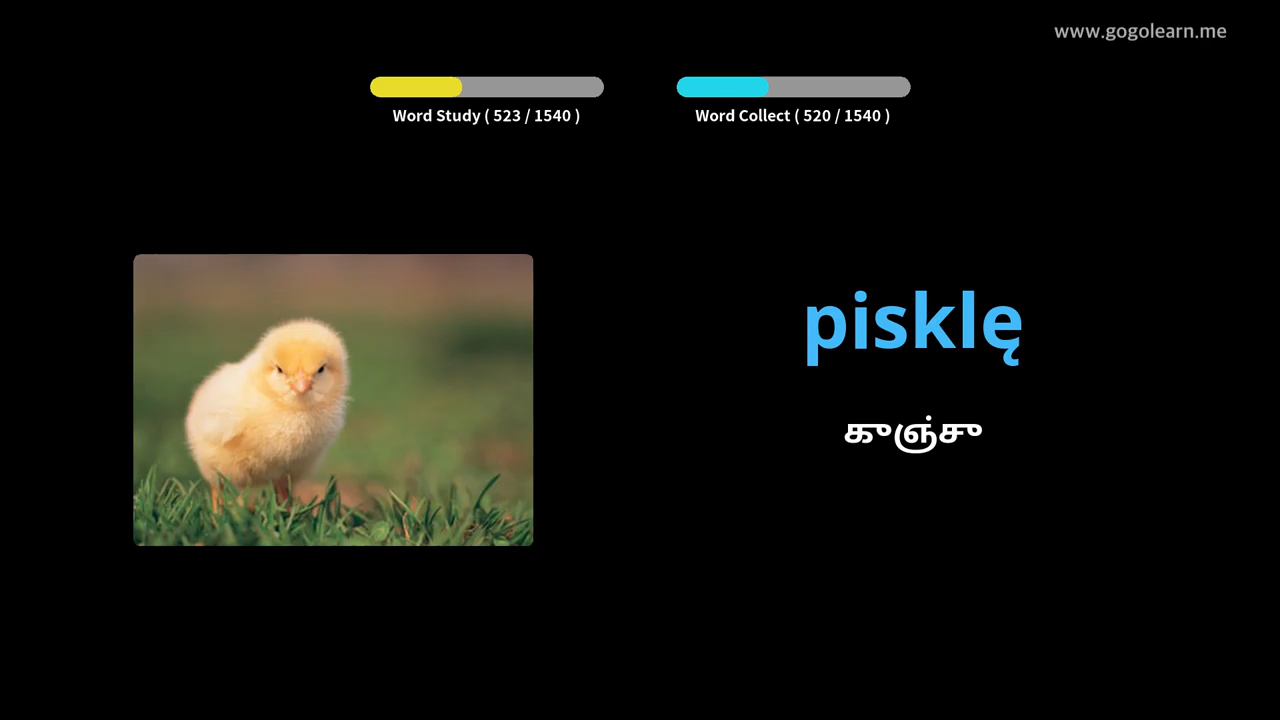 www.gogolearn.me
Word Study ( 523 / 1540 )
Word Collect ( 520 / 1540 )
pisklę
குஞ்சு